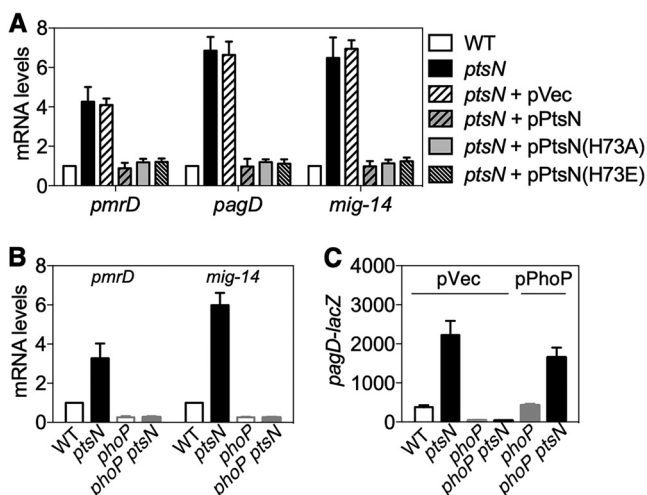 A
mRNA levels
8
6
4
2
0
pmrD pagD mig-14
WT
ptsN
ptsN + pVec
ptsN + pPtsN
ptsN + pPtsN(H73A)
ptsN + pPtsN(H73E)
B
mRNA levels
8
6
4
2
0
pmrD mig-14
WT ptsN phoP phoP ptsN WT ptsN phoP phoP ptsN
C
pagD-lacZ
4000
3000
2000
1000
0
pVec pPhoP
WT ptsN phoP phoP ptsN phoP phoP ptsN